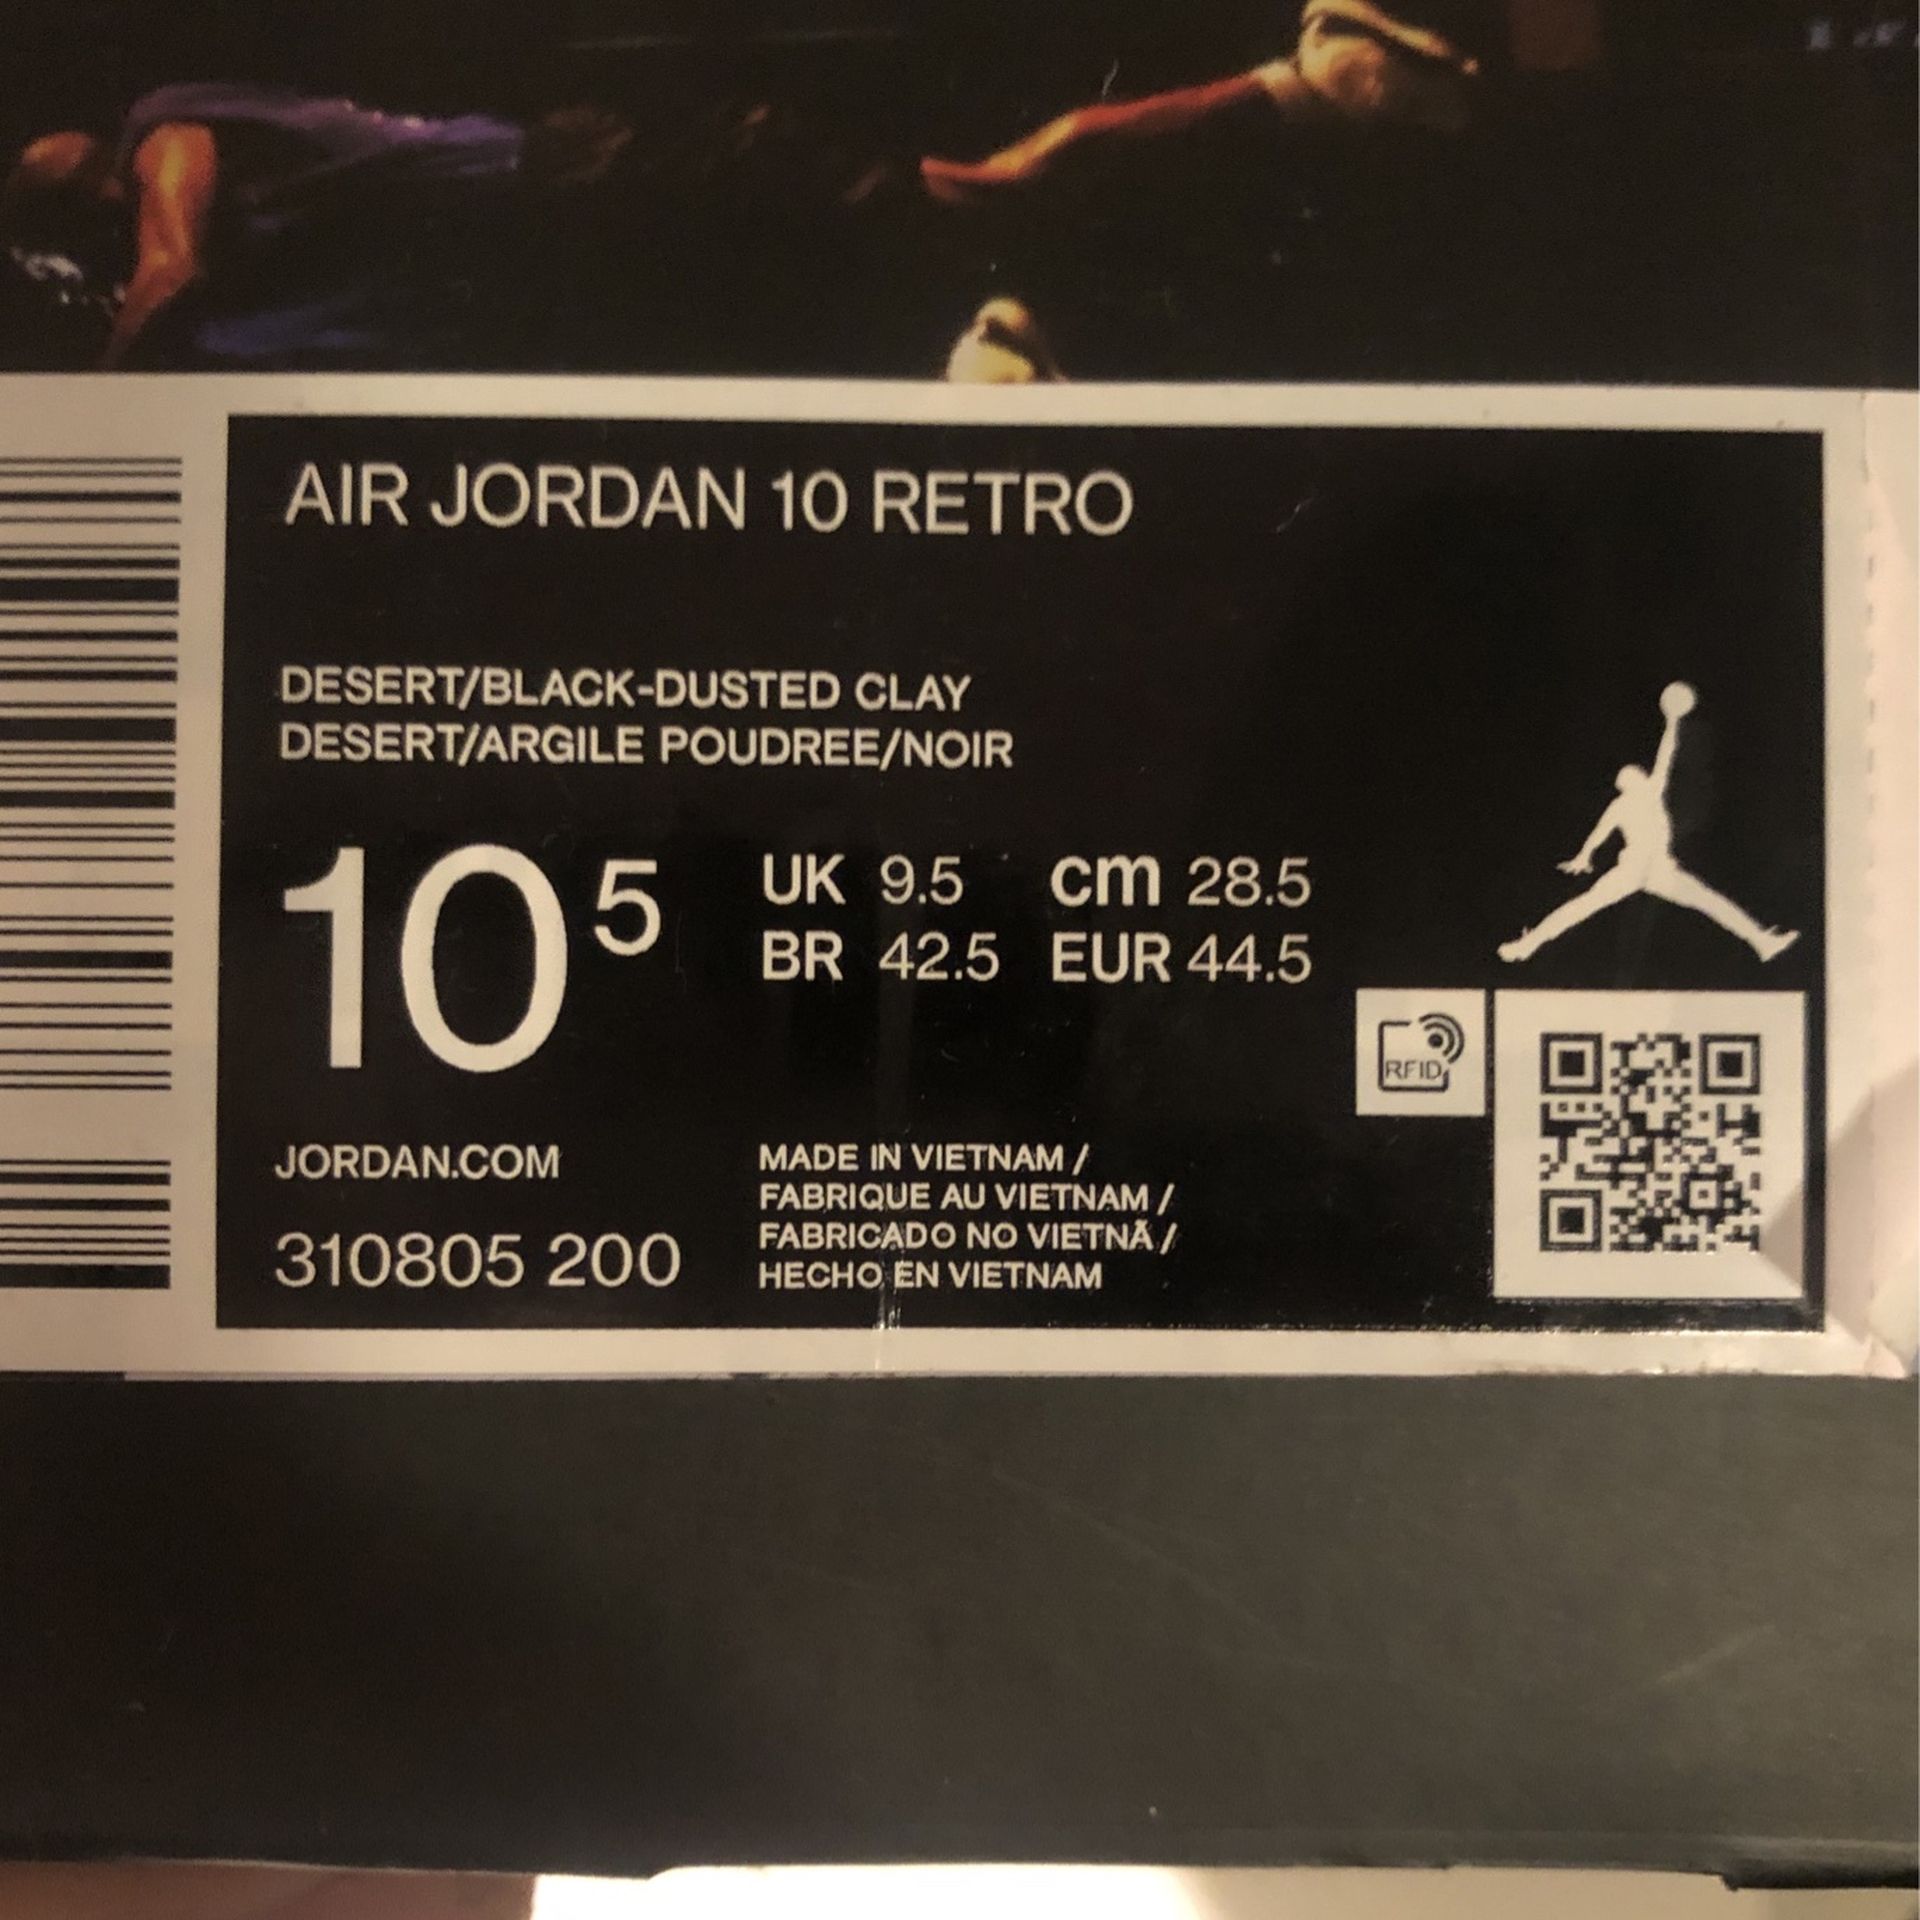 AIR JORDAN 10 RETRO
DESERT/BLACK-DUSTED CLAY
DESERT/ARGILE POUDREE/NOIR
10 5
UK 9.5 cm 28.5
BR 42.5 EUR 44.5
RFID
JORDAN.COM
310805 200
MADE IN VIETNAM /
FABRIQUE AU VIETNAM /
FABRICADO NO VIETNÃ /
HECHO EN VIETNAM